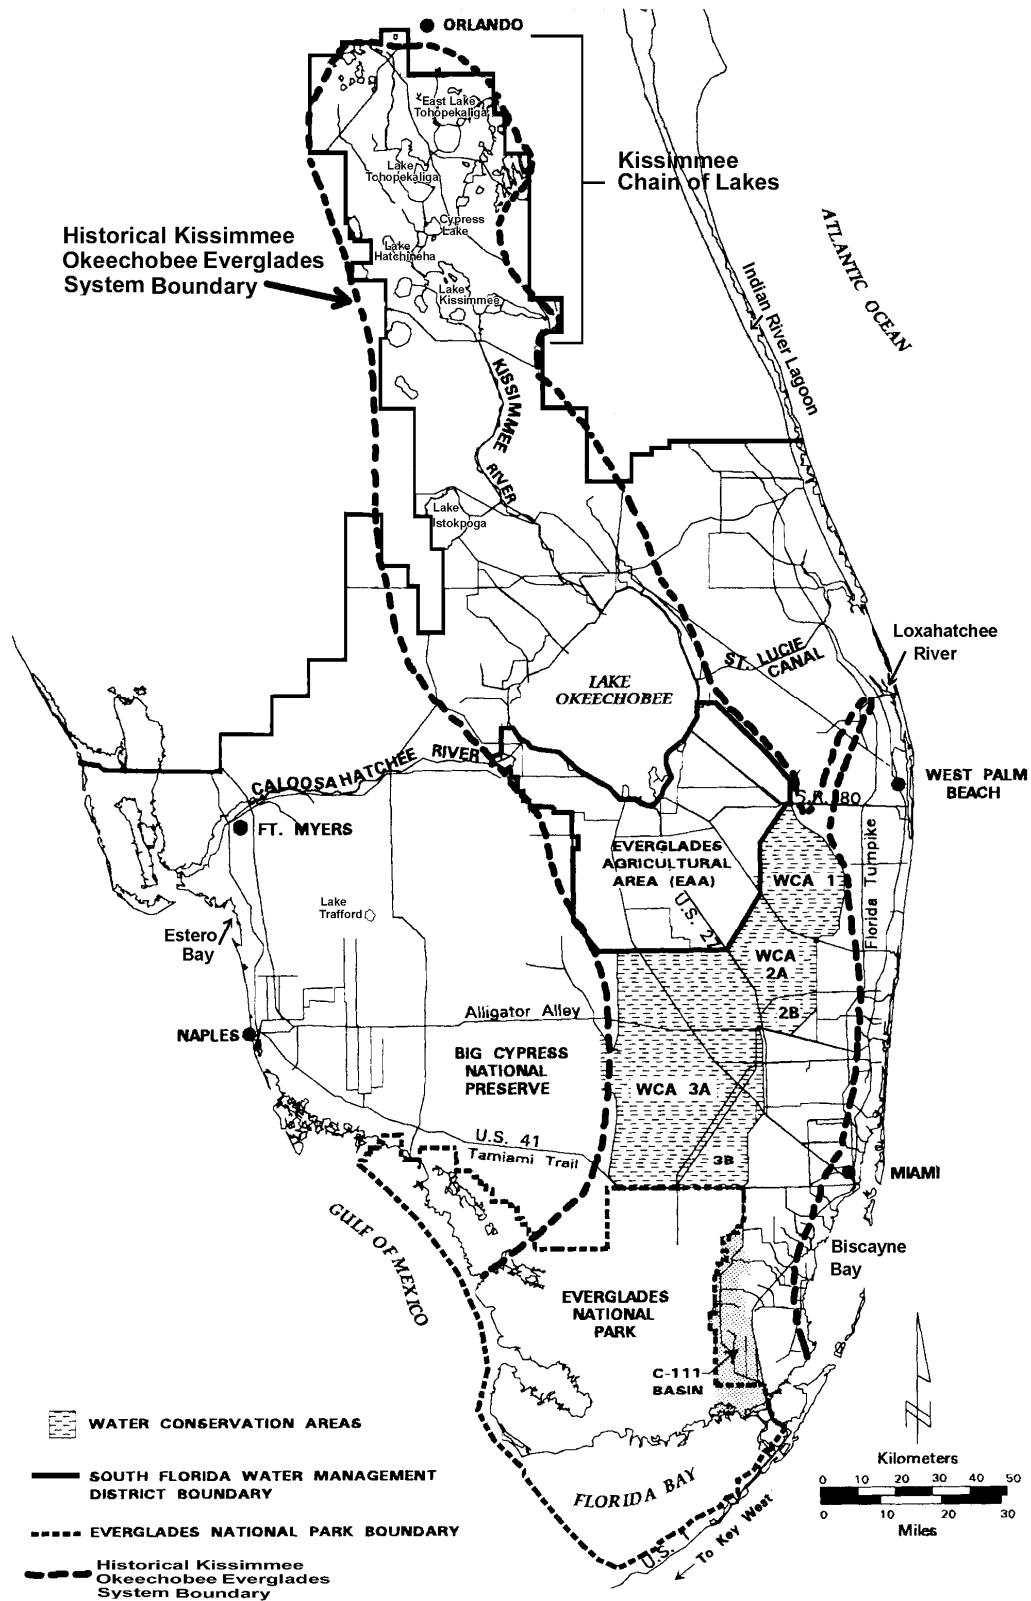 ORLANDO
East Lake
Tohopekaliga
Lake
Tohopekaliga
Kissimmee
Chain of Lakes
Cypress
Lake
Lake
Hatchineha
Lake
Kissimmee
Historical Kissimmee
Okeechobee Everglades
System Boundary
ATLANTIC OCEAN
Indian River Lagoon
KISSIMMEE
RIVER
Lake
Istokpoga
Loxahatchee
River
ST. LUCIE
CANAL
LAKE
OKEECHOBEE
CALOOSAHATCHEE RIVER
WEST PALM
BEACH
S.R. 80
FT. MYERS
EVERGLADES
AGRICULTURAL
AREA (EAA)
WCA 1
Florida Turnpike
U.S. 27
Lake
Trafford
Estero
Bay
WCA
2A
2B
Alligator Alley
NAPLES
BIG CYPRESS
NATIONAL
PRESERVE
WCA 3A
U.S. 41
Tamiami Trail
3B
MIAMI
GULF OF MEXICO
Biscayne
Bay
EVERGLADES
NATIONAL
PARK
C-111
BASIN
FLORIDA BAY
U.S. 1
To Key West
WATER CONSERVATION AREAS
SOUTH FLORIDA WATER MANAGEMENT
DISTRICT BOUNDARY
EVERGLADES NATIONAL PARK BOUNDARY
Historical Kissimmee
Okeechobee Everglades
System Boundary
Kilometers
0 10 20 30 40 50
0 10 20 30
Miles